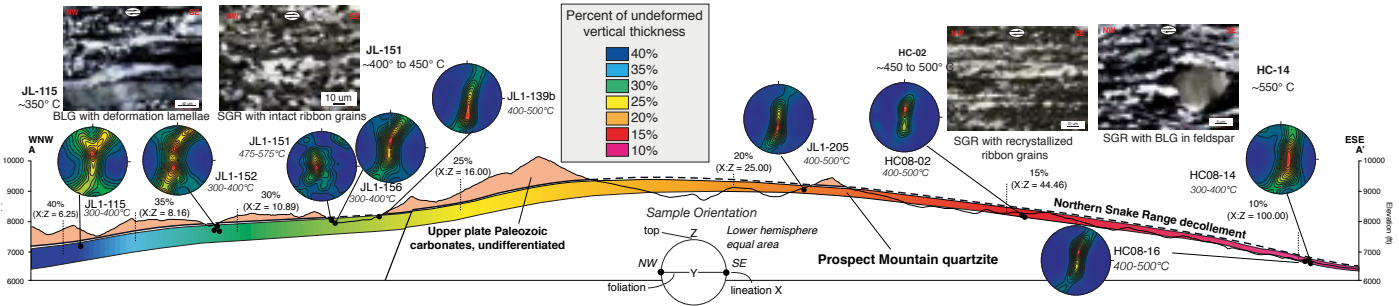 NW
SE
JL-115
~350° C
BLG with deformation lamellae
NW
SE
10 um
SGR with intact ribbon grains
JL-151
~400° to 450° C
JL1-139b
400-500°C
Percent of undeformed
vertical thickness
40%
35%
30%
25%
20%
15%
10%
HC-02
~450 to 500° C
NW
SE
SGR with recrystallized
ribbon grains
NW
SE
SGR with BLG in feldspar
HC-14
~550° C
WNW
A
10000
9000
8000
7000
6000
40%
(X:Z = 6.25)
JL1-115
300-400°C
35%
(X:Z = 8.16)
JL1-152
300-400°C
30%
(X:Z = 10.89)
JL1-151
475-575°C
JL1-156
300-400°C
25%
(X:Z = 16.00)
Upper plate Paleozoic
carbonates, undifferentiated
Sample Orientation
top
Z
Lower hemisphere
equal area
NW
Y
SE
foliation
lineation X
20%
(X:Z = 25.00)
JL1-205
400-500°C
Prospect Mountain quartzite
HC08-02
400-500°C
15%
(X:Z = 44.46)
Northern Snake Range decollement
HC08-16
400-500°C
HC08-14
300-400°C
10%
(X:Z = 100.00)
ESE
A'
10000
9000
8000
7000
6000
Elevation (ft)